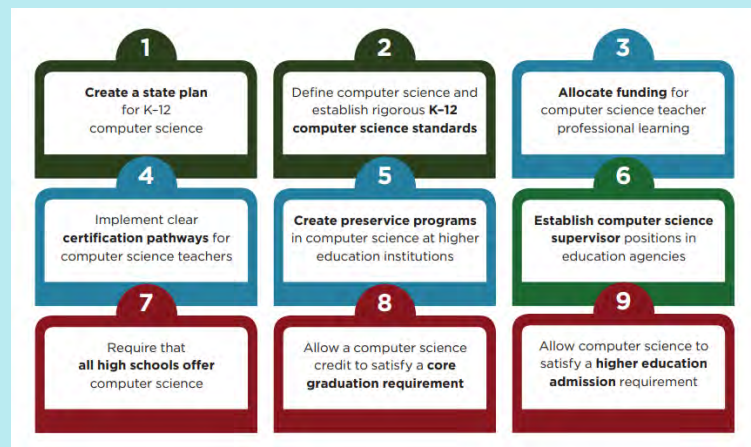 1
Create a state plan
for K–12
computer science
2
Define computer science and
establish rigorous K–12
computer science standards
3
Allocate funding for
computer science teacher
professional learning
4
Implement clear
certification pathways for
computer science teachers
5
Create preservice programs
in computer science at higher
education institutions
6
Establish computer science
supervisor positions in
education agencies
7
Require that
all high schools offer
computer science
8
Allow a computer science
credit to satisfy a core
graduation requirement
9
Allow computer science to
satisfy a higher education
admission requirement